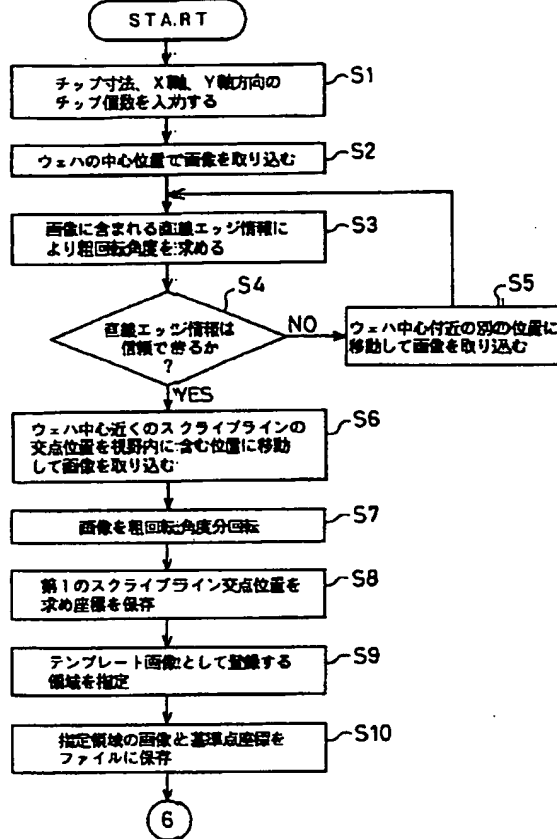 START
チップ寸法、X軸、Y軸方向の
チップ個数を入力する
S1
ウェハの中心位置で画像を取り込む
S2
画像に含まれる直線エッジ情報に
より粗回転角度を求める
S3
直線エッジ情報は
信頼できるか
?
S4
NO
ウェハ中心付近の別の位置に
移動して画像を取り込む
S5
YES
ウェハ中心近くのスクライブラインの
交点位置を視野内に含む位置に移動
して画像を取り込む
S6
画像を粗回転角度分回転
S7
第1のスクライブライン交点位置を
求め座標を保存
S8
テンプレート画像として登録する
領域を指定
S9
指定領域の画像と基準点座標を
ファイルに保存
S10
6